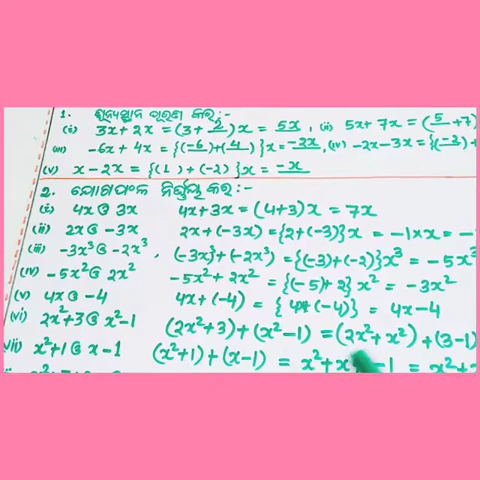 1. ଶୂନ୍ୟସ୍ଥାନ ପୂରଣ କର:-
(i) 3x + 2x = (3 + 2)x = 5x, (ii) 5x + 7x = (5 + 7)
(iii) -6x + 4x = {(-6) + (4)}x = -2x, (iv) -2x - 3x = {(-2) +
(v) x - 2x = {(1) + (-2)}x = -x
2. ଯୋଗଫଳ ନିର୍ଣ୍ଣୟ କର:-
(i) 4x ଓ 3x 4x + 3x = (4+3)x = 7x
(ii) 2x ଓ -3x 2x + (-3x) = {2+(-3)}x = -1×x = -
(iii) -3x³ ଓ -2x³, (-3x³) + (-2x³) = {(-3)+(-2)}x³ = -5x³
(iv) -5x² ଓ 2x² -5x² + 2x² = {(-5)+2}x² = -3x²
(v) 4x ଓ -4 4x + (-4) = {4x+(-4)} = 4x-4
(vi) 2x²+3 ଓ x²-1 (2x²+3) + (x²-1) = (2x²+x²) + (3-1)
(vii) x²+1 ଓ x-1 (x²+1) + (x-1) = x²+x -1 = x²+